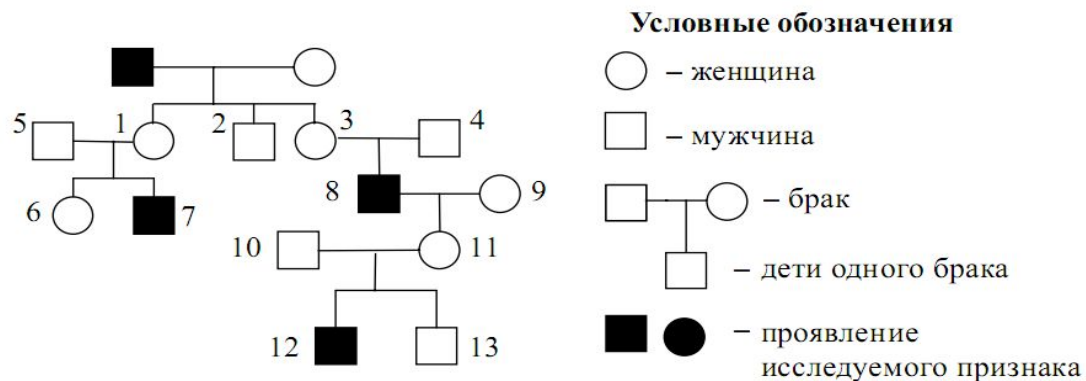 Условные обозначения
– женщина
– мужчина
– брак
– дети одного брака
– проявление
исследуемого признака
5 1 2 3 4
6 7 8 9
10 11
12 13